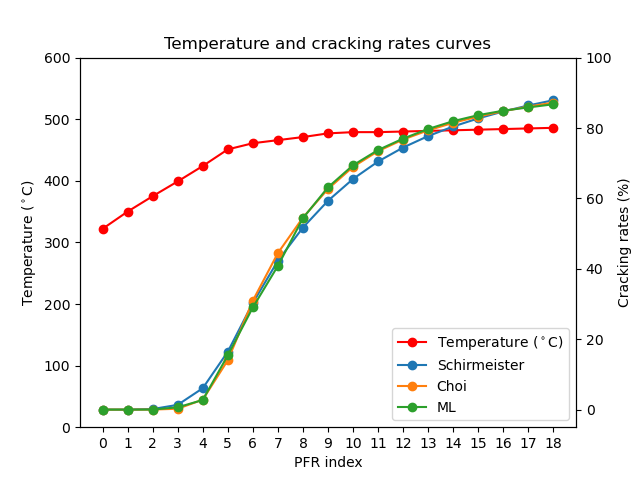 Temperature and cracking rates curves
Temperature (°C)
600
500
400
300
200
100
0
100
80
60
40
20
0
Cracking rates (%)
Temperature (°C)
Schirmeister
Choi
ML
0 1 2 3 4 5 6 7 8 9 10 11 12 13 14 15 16 17 18
PFR index